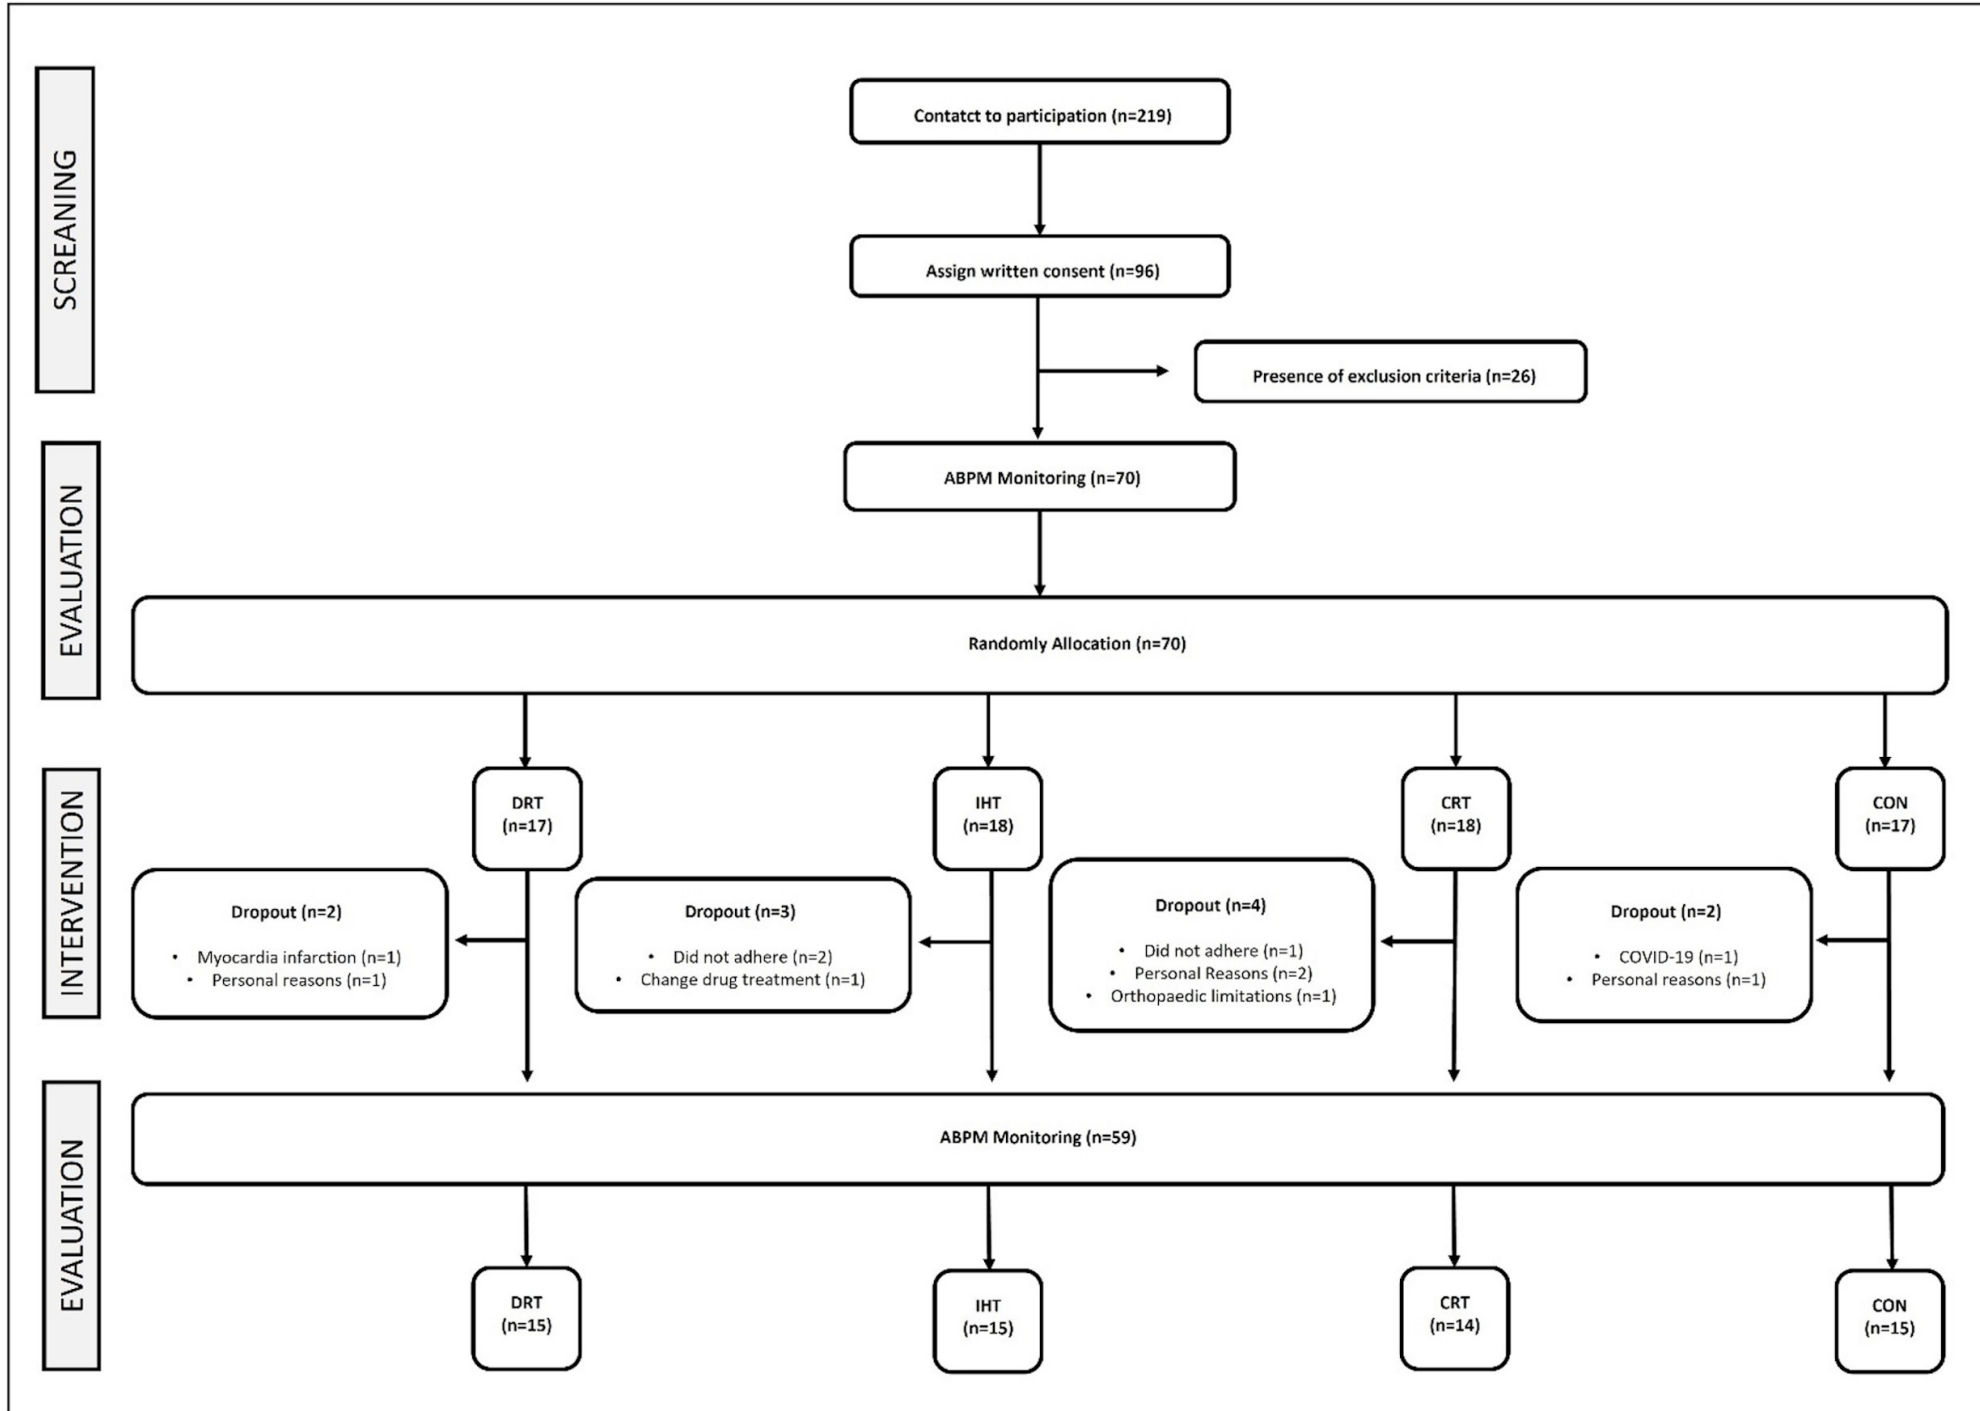 SCREANING
Contatct to participation (n=219)
Assign written consent (n=96)
Presence of exclusion criteria (n=26)
EVALUATION
ABPM Monitoring (n=70)
Randomly Allocation (n=70)
INTERVENTION
DRT
(n=17)
IHT
(n=18)
CRT
(n=18)
CON
(n=17)
Dropout (n=2)
• Myocardia infarction (n=1)
• Personal reasons (n=1)
Dropout (n=3)
• Did not adhere (n=2)
• Change drug treatment (n=1)
Dropout (n=4)
• Did not adhere (n=1)
• Personal Reasons (n=2)
• Orthopaedic limitations (n=1)
Dropout (n=2)
• COVID-19 (n=1)
• Personal reasons (n=1)
EVALUATION
ABPM Monitoring (n=59)
DRT
(n=15)
IHT
(n=15)
CRT
(n=14)
CON
(n=15)